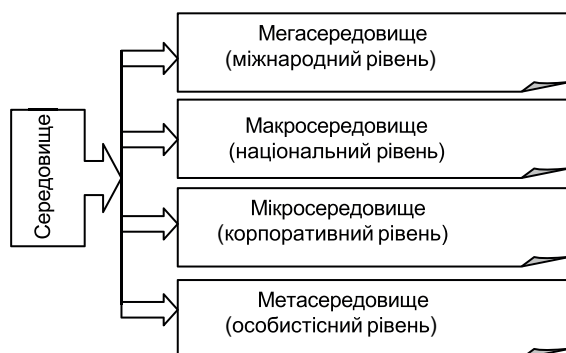 Середовище
Мегасередовище
(міжнародний рівень)
Макросередовище
(національний рівень)
Мікросередовище
(корпоративний рівень)
Метасередовище
(особистісний рівень)